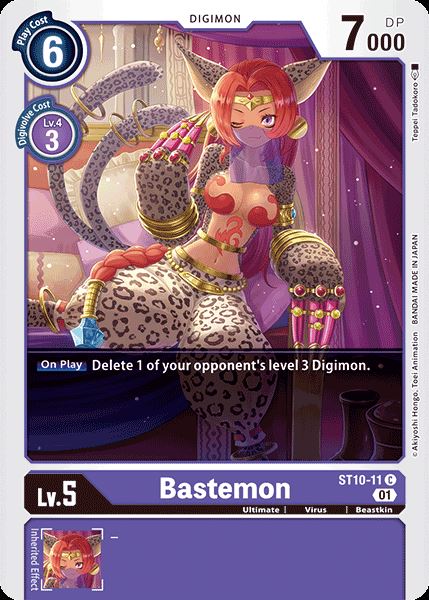 DIGIMON
Play Cost
6
DP
7000
Digivolve Cost
Lv.4
3
Teppei Tadokoro
©Akiyoshi Hongo, Toei Animation BANDAI MADE IN JAPAN
On Play Delete 1 of your opponent's level 3 Digimon.
Lv.5
Bastemon
ST10-11 C
01
Ultimate | Virus | Beastkin
Inherited Effect
–